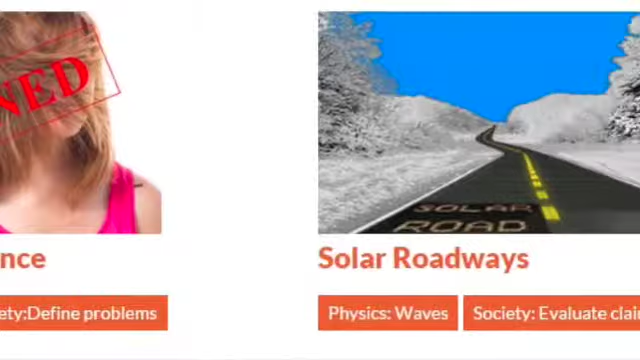 NED
SOLAR
ROAD
nce
Solar Roadways
ety:Define problems
Physics: Waves
Society: Evaluate clai